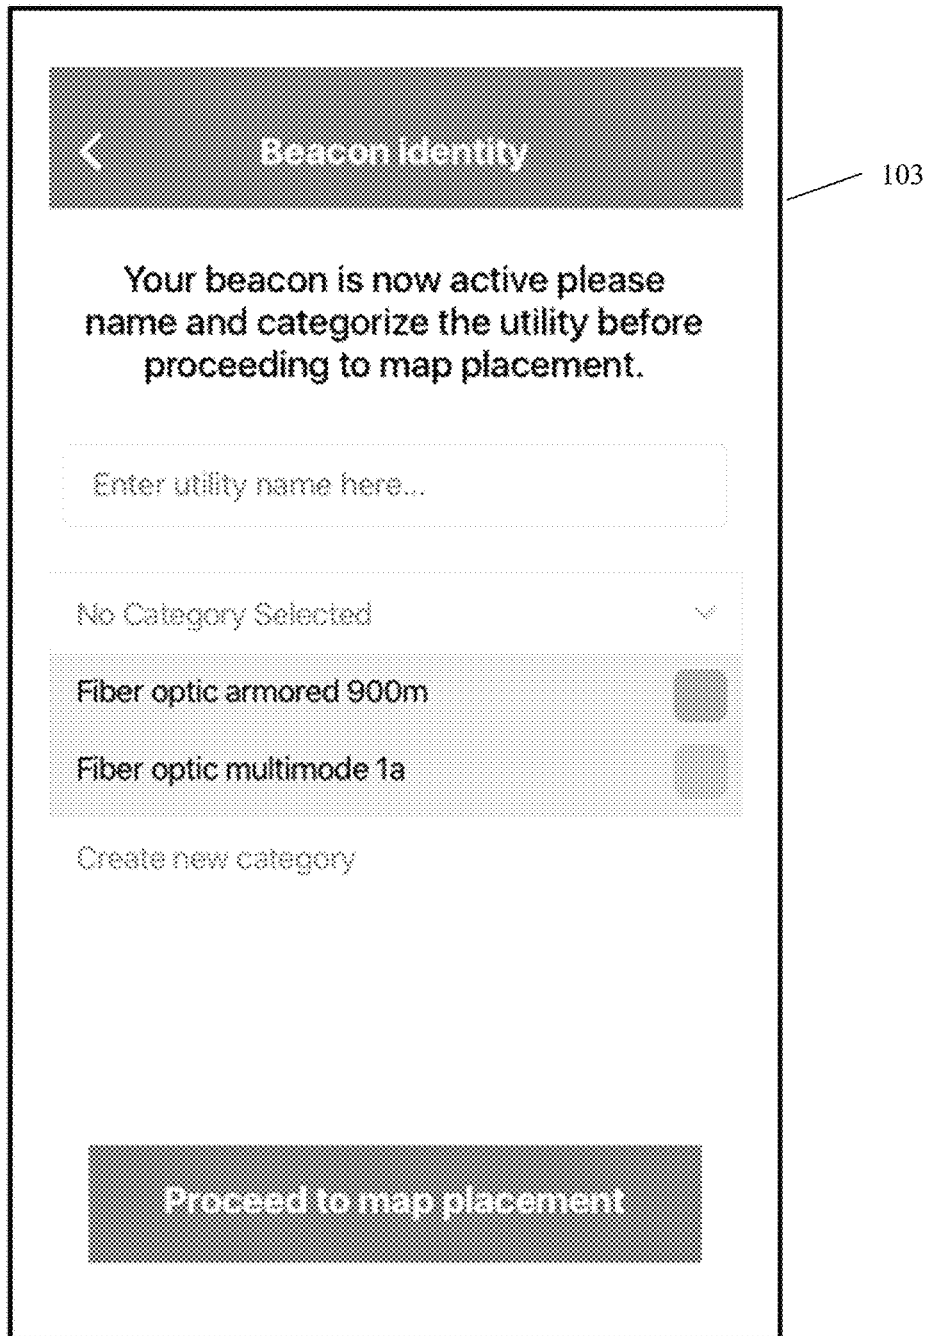 Beacon identity
103
Your beacon is now active please
name and categorize the utility before
proceeding to map placement.
Enter utility name here...
No Category Selected
Fiber optic armored 900m
Fiber optic multimode 1a
Create new category
Proceed to map placement